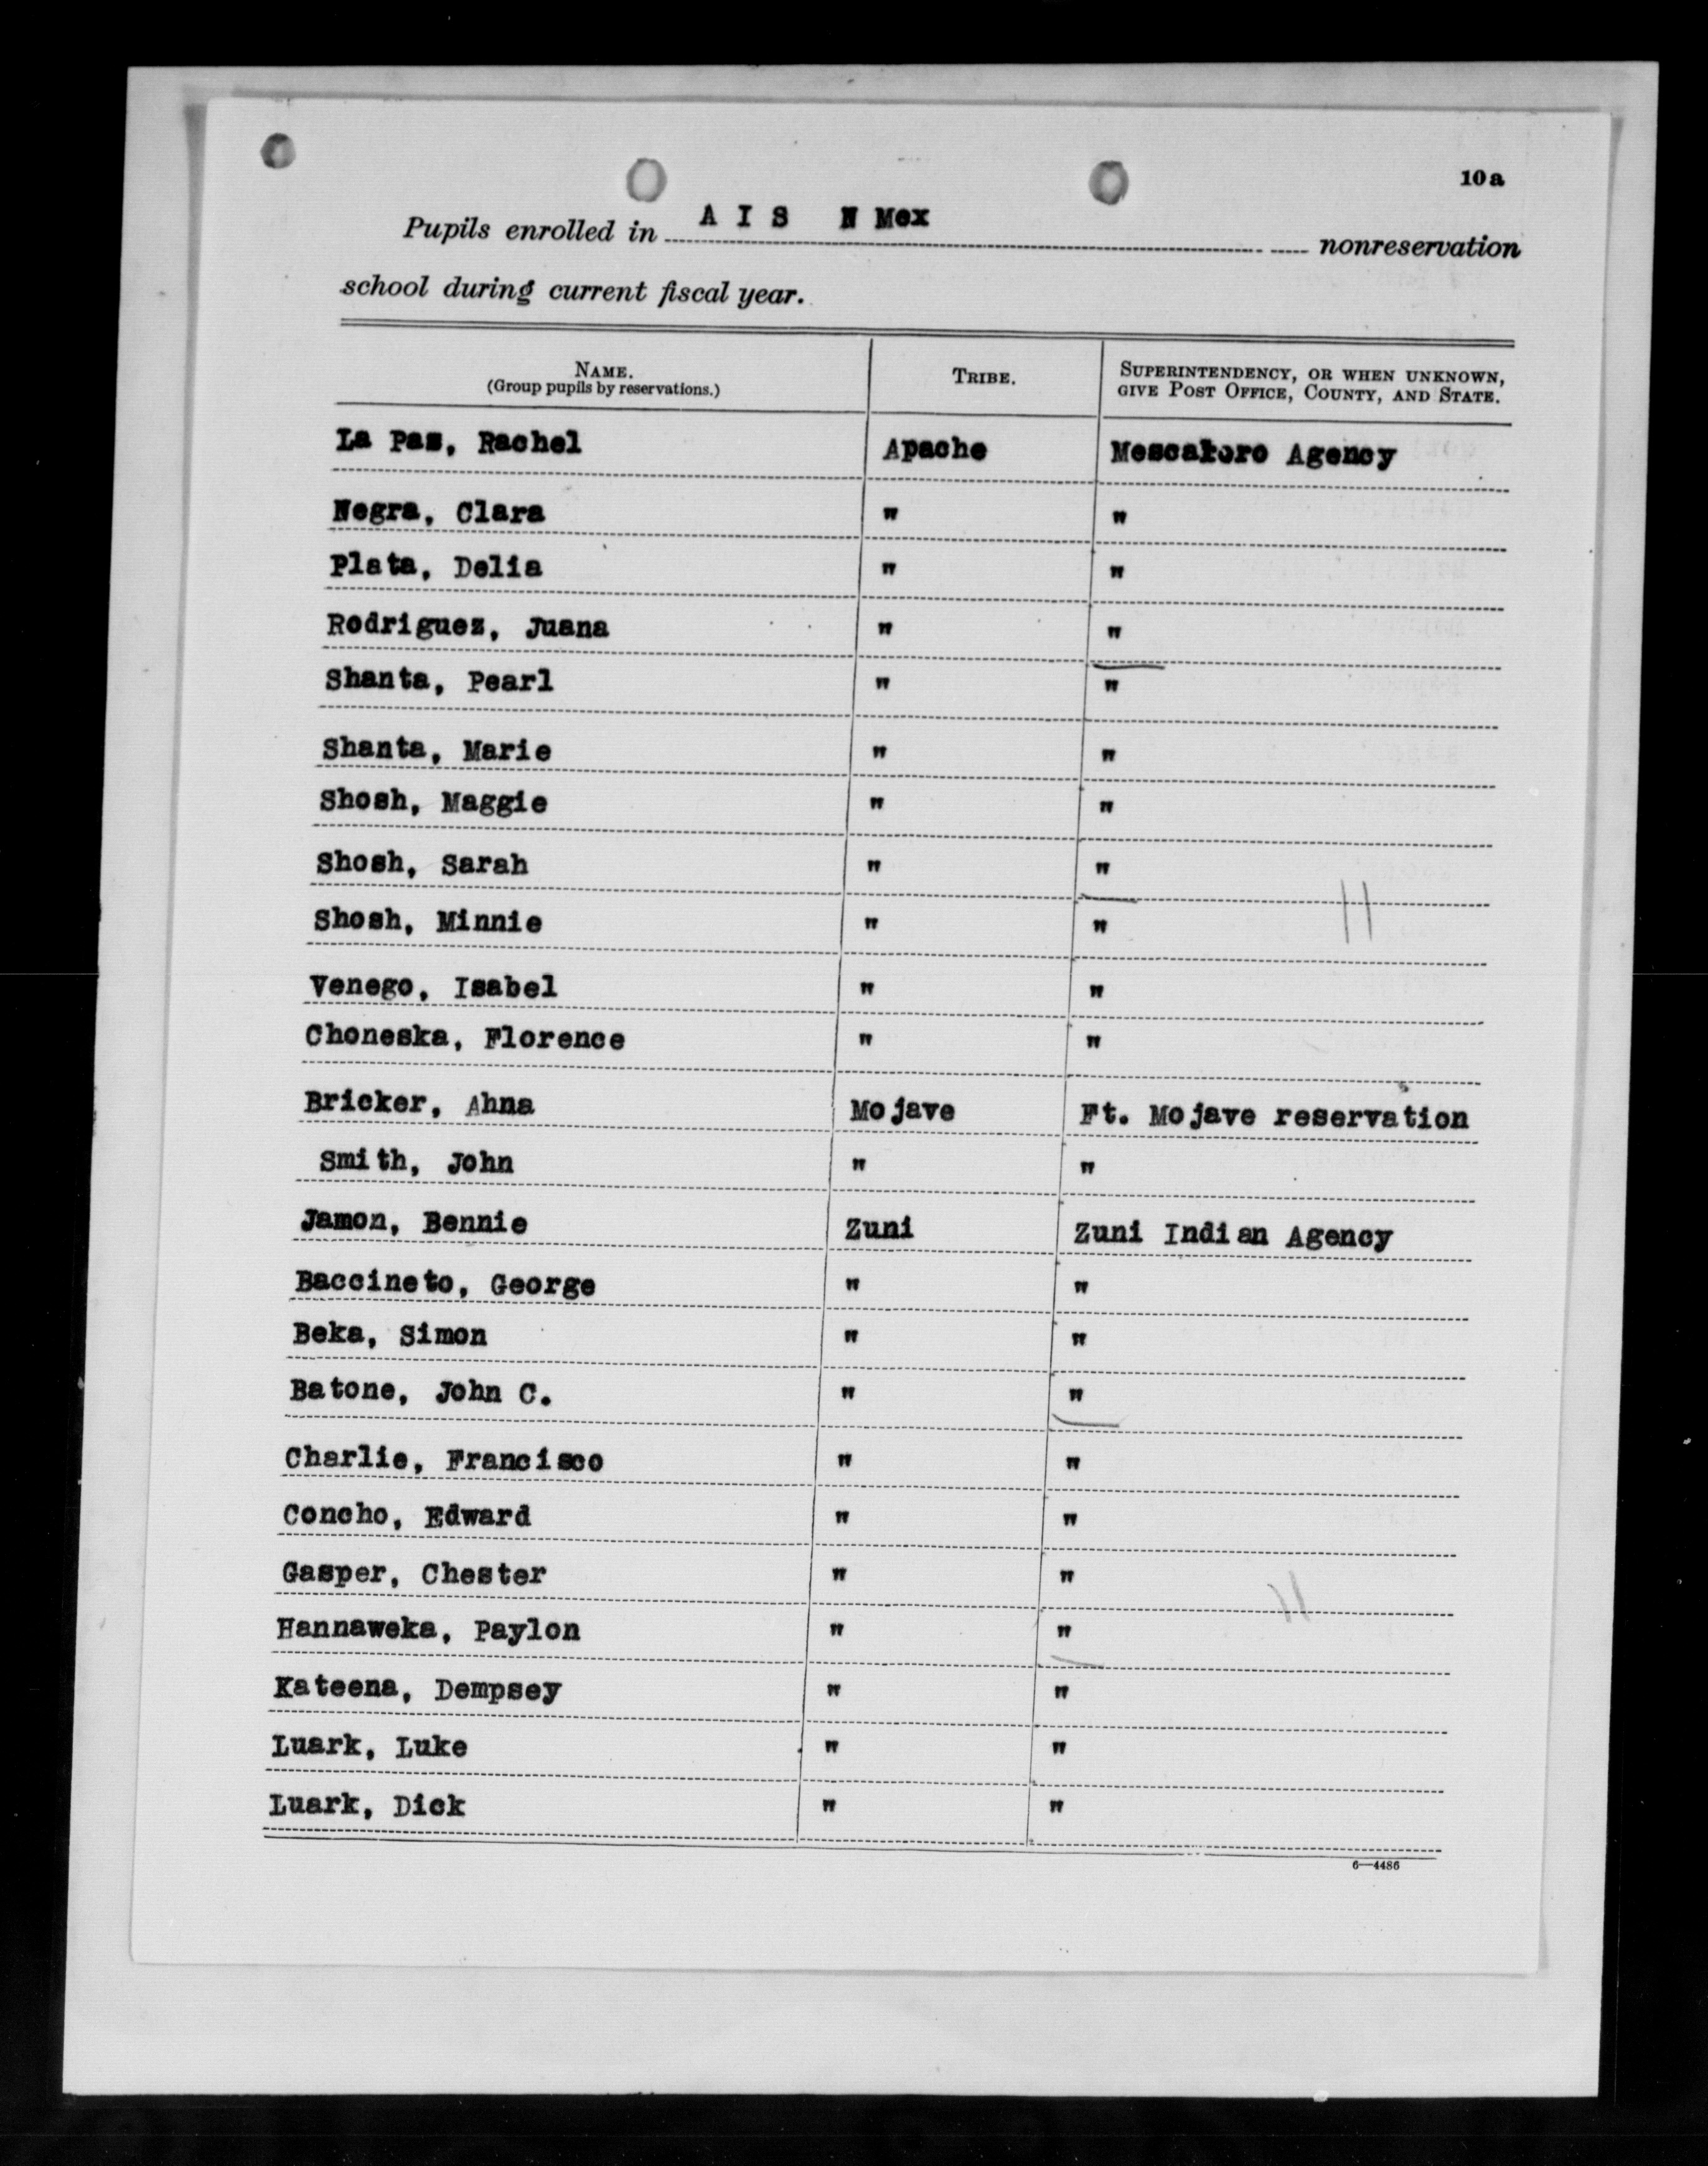 10a
Pupils enrolled in A I S N Mex nonreservation
school during current fiscal year.
NAME. TRIBE. SUPERINTENDENCY, OR WHEN UNKNOWN,
(Group pupils by reservations.) GIVE POST OFFICE, COUNTY, AND STATE.
La Pas, Rachel Apache Mescaloro Agency
Negra, Clara " "
Plata, Delia " "
Rodriguez, Juana " "
Shanta, Pearl " "
Shanta, Marie " "
Shosh, Maggie " "
Shosh, Sarah " "
Shosh, Minnie " "
Venego, Isabel " "
Choneska, Florence " "
Bricker, Ahna Mojave Ft. Mojave reservation
Smith, John " "
Jamon, Bennie Zuni Zuni Indian Agency
Baccineto, George " "
Beka, Simon " "
Batone, John C. " "
Charlie, Francisco " "
Concho, Edward " "
Gasper, Chester " "
Hannaweka, Paylon " "
Kateena, Dempsey " "
Luark, Luke " "
Luark, Dick " "
6—4486